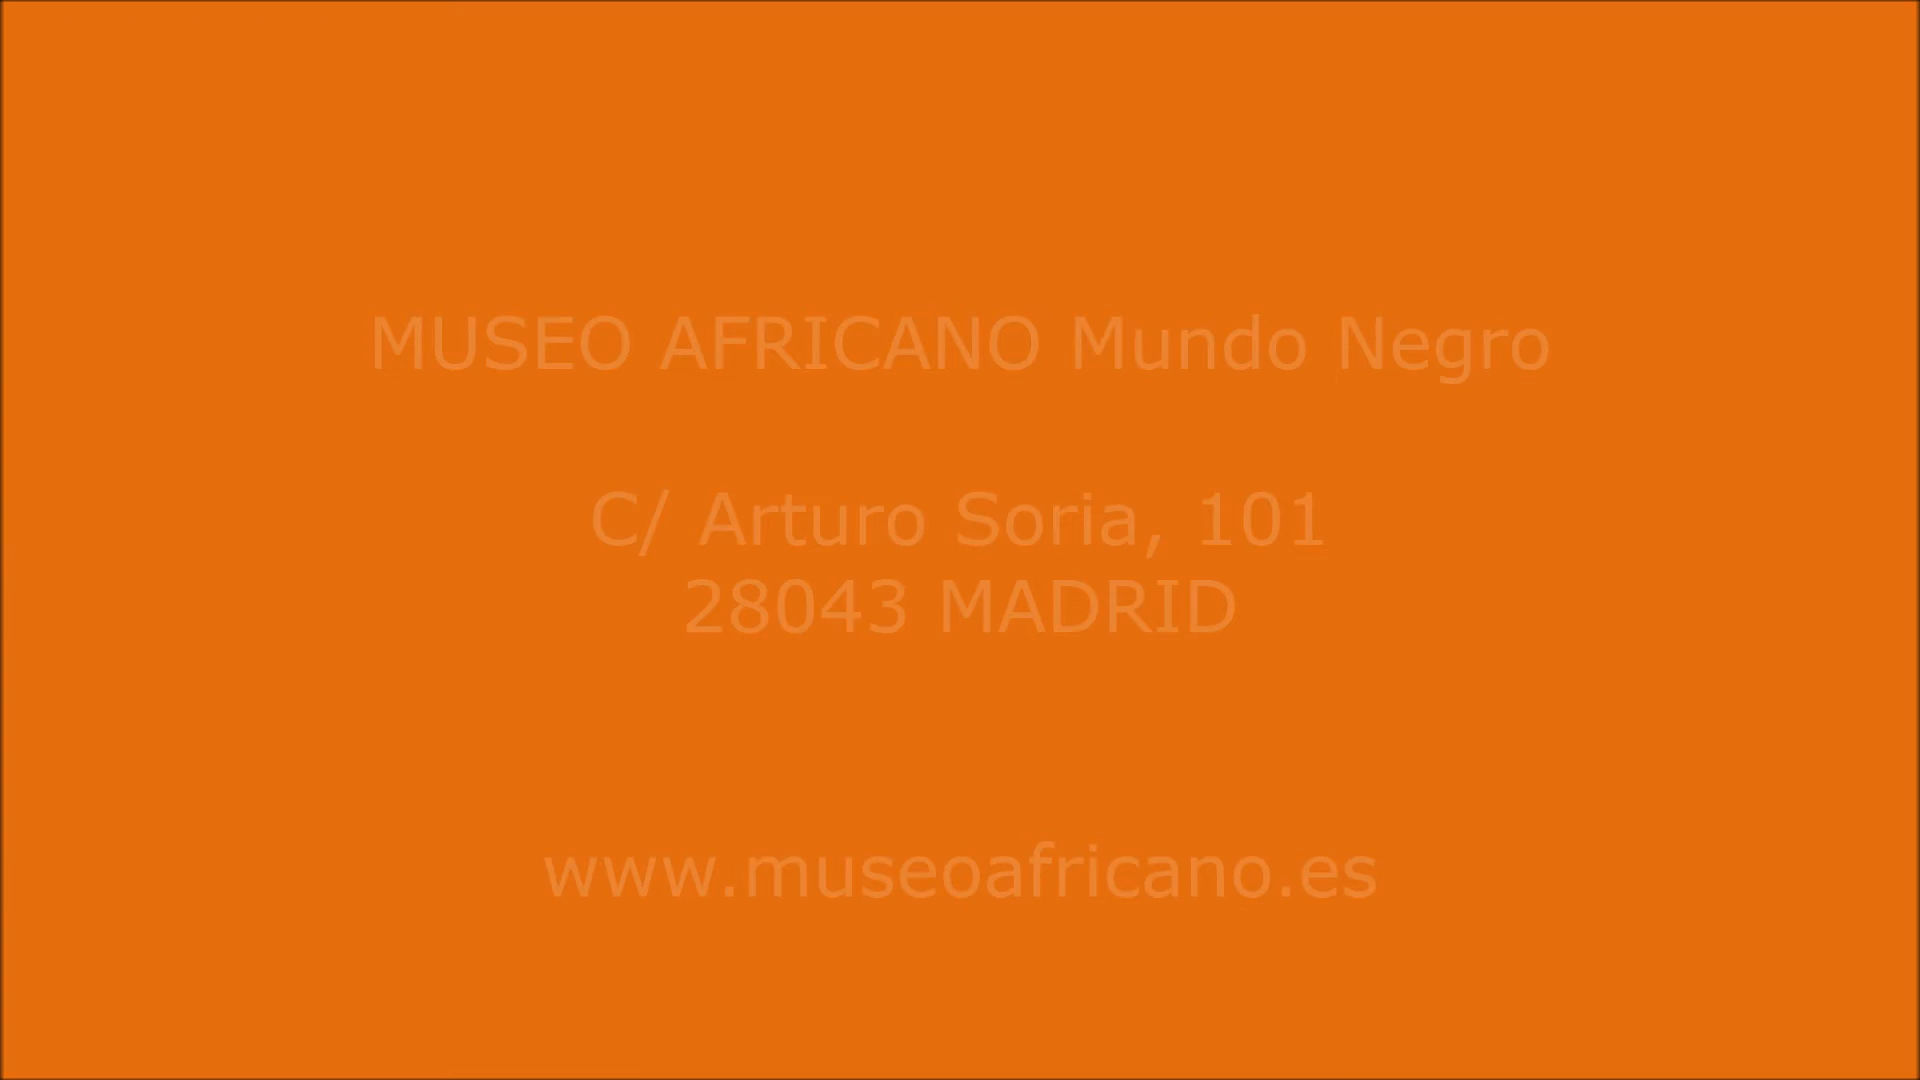 MUSEO AFRICANO Mundo Negro
C/ Arturo Soria, 101
28043 MADRID
www.museoafricano.es